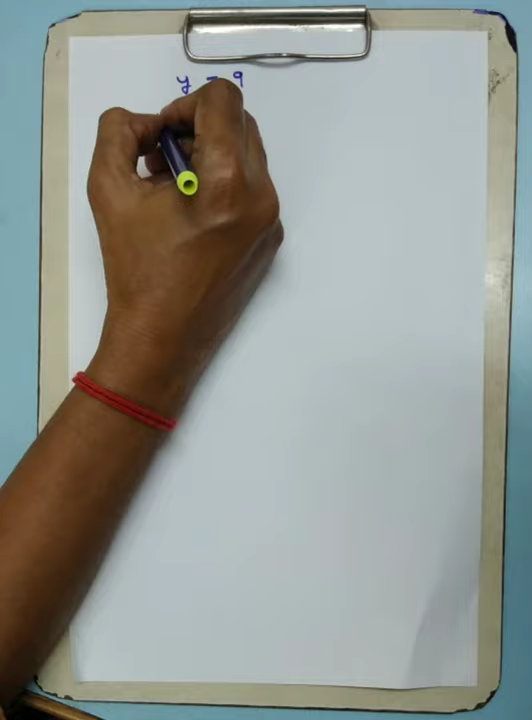 y = 9